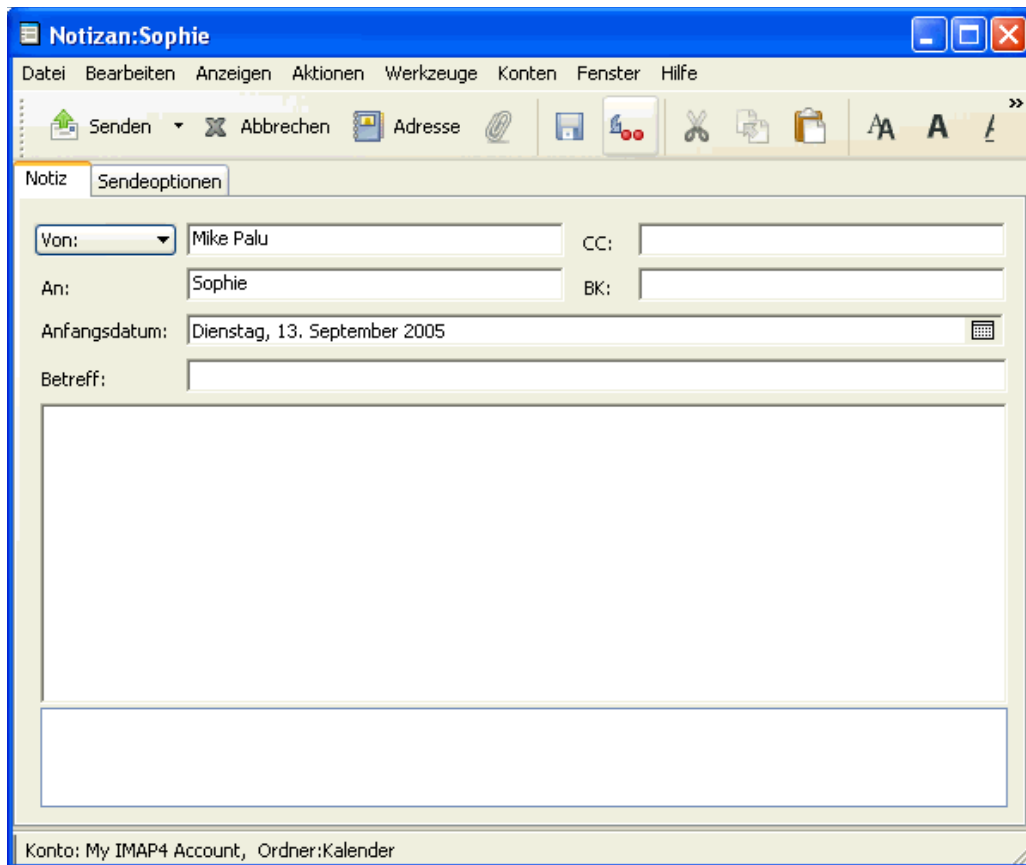 Notizan:Sophie
Datei Bearbeiten Anzeigen Aktionen Werkzeuge Konten Fenster Hilfe
Senden Abbrechen Adresse A A A »
Notiz Sendeoptionen
Von: Mike Palu CC:
An: Sophie BK:
Anfangsdatum: Dienstag, 13. September 2005
Betreff:
Konto: My IMAP4 Account, Ordner:Kalender